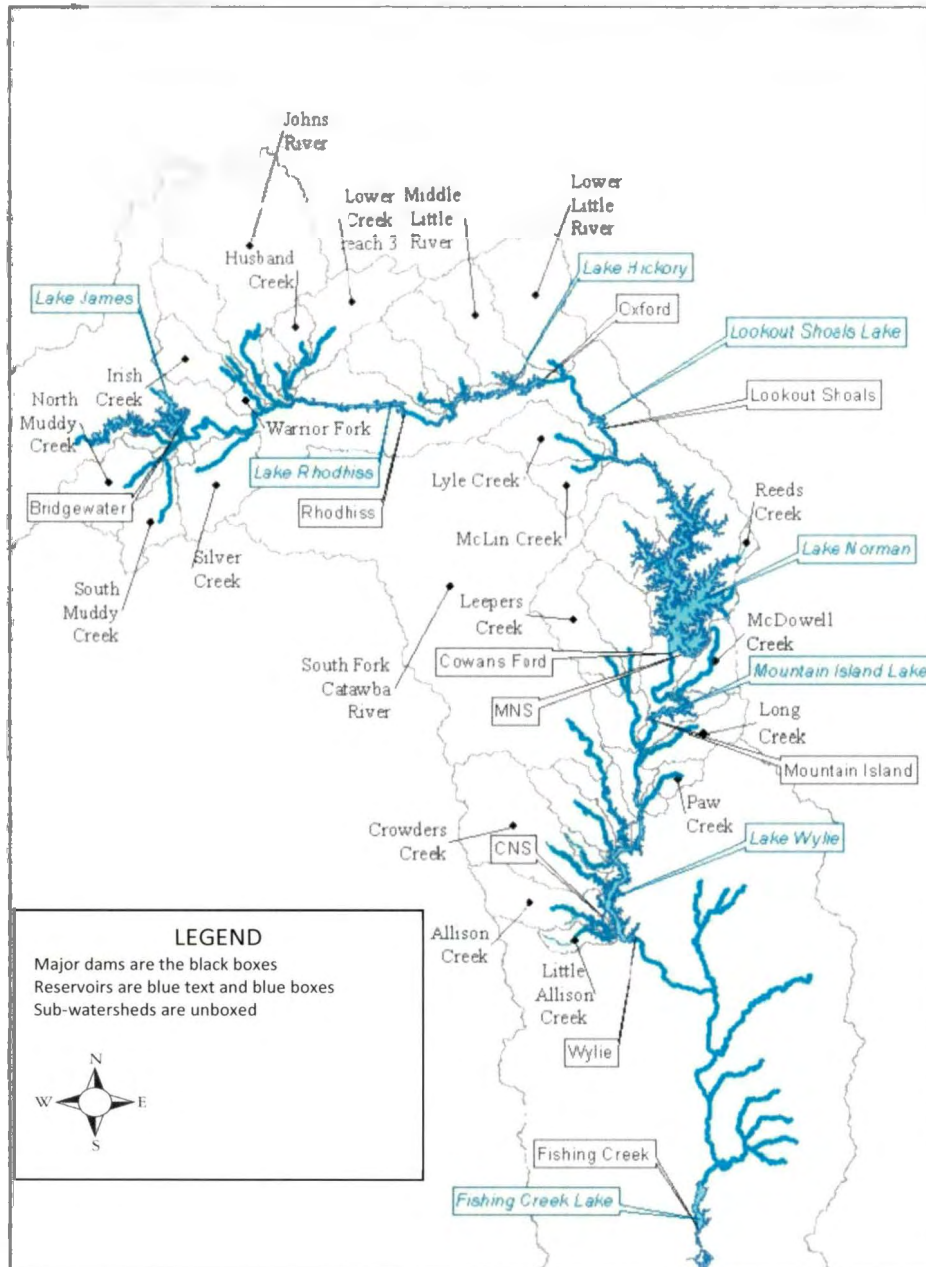 Johns
River
Lower
Creek
reach 3
Middle
Little
River
Lower
Little
River
Husband
Creek
Lake Hickory
Lake James
Oxford
Lookout Shoals Lake
Irish
Creek
North
Muddy
Creek
Lookout Shoals
Warrior Fork
Lake Rhodhiss
Lyle Creek
Bridgewater
Rhodhiss
Reeds
Creek
McLin Creek
Silver
Creek
Lake Norman
South
Muddy
Creek
Leepers
Creek
McDowell
Creek
South Fork
Catawba
River
Cowans Ford
Mountain Island Lake
MNS
Long
Creek
Mountain Island
Paw
Creek
Crowders
Creek
CNS
Lake Wylie
Allison
Creek
Little
Allison
Creek
Wylie
LEGEND
Major dams are the black boxes
Reservoirs are blue text and blue boxes
Sub-watersheds are unboxed
N
W E
S
Fishing Creek
Fishing Creek Lake